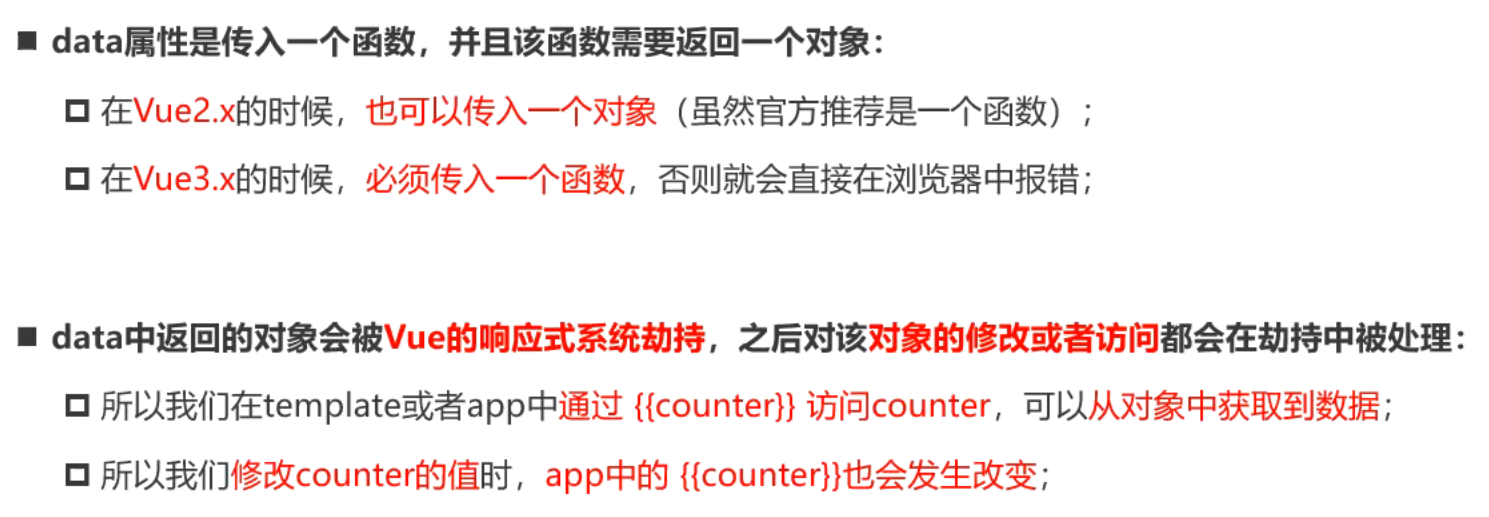 ■ data属性是传入一个函数，并且该函数需要返回一个对象：
在Vue2.x的时候，也可以传入一个对象（虽然官方推荐是一个函数）；
在Vue3.x的时候，必须传入一个函数，否则就会直接在浏览器中报错；
■ data中返回的对象会被Vue的响应式系统劫持，之后对该对象的修改或者访问都会在劫持中被处理：
所以我们在template或者app中通过 {{counter}} 访问counter，可以从对象中获取到数据；
所以我们修改counter的值时，app中的 {{counter}}也会发生改变；